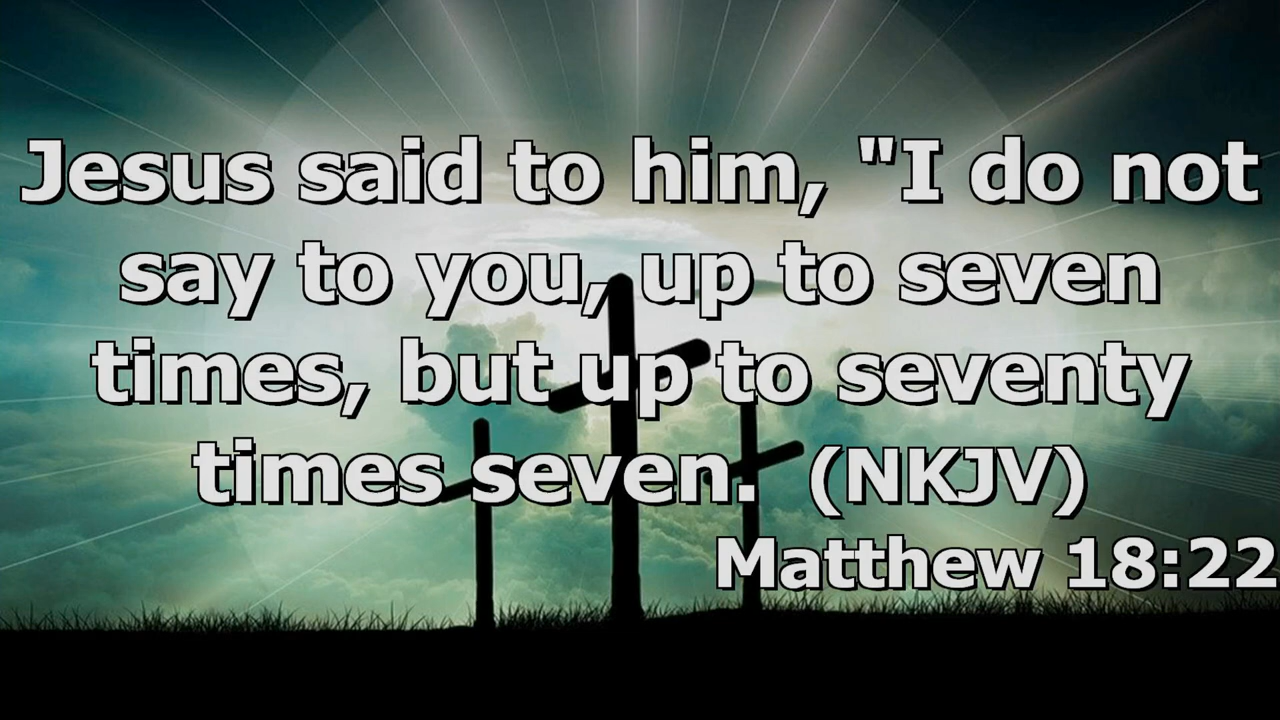 Jesus said to him, "I do not
say to you, up to seven
times, but up to seventy
times seven.  (NKJV)
Matthew 18:22